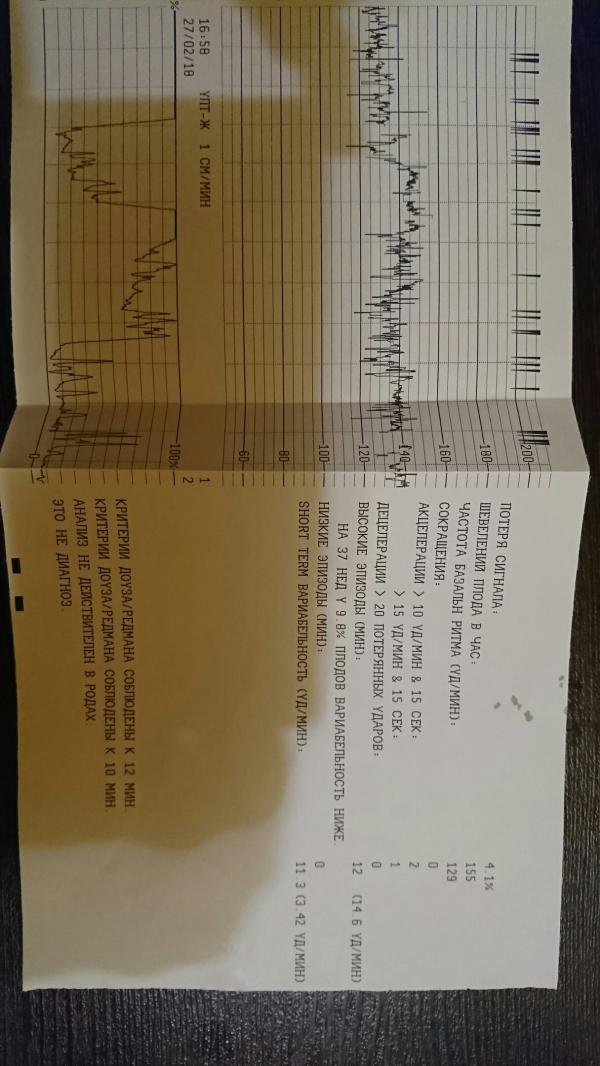 %
16:58 УПТ-Ж 1 СМ/МИН
27/02/18
200
180
160
140
120
100
80
60
100%
0
1
2
ПОТЕРЯ СИГНАЛА: 4.1%
ШЕВЕЛЕНИЙ ПЛОДА В ЧАС: 155
ЧАСТОТА БАЗАЛЬН РИТМА (УД/МИН): 129
СОКРАЩЕНИЯ: 0
АКЦЕЛЕРАЦИИ > 10 УД/МИН & 15 СЕК: 2
> 15 УД/МИН & 15 СЕК: 1
ДЕЦЕЛЕРАЦИИ > 20 ПОТЕРЯННЫХ УДАРОВ: 0
ВЫСОКИЕ ЭПИЗОДЫ (МИН): 12 (14.6 УД/МИН)
НА 37 НЕД У 9.8% ПЛОДОВ ВАРИАБЕЛЬНОСТЬ НИЖЕ.
НИЗКИЕ ЭПИЗОДЫ (МИН): 0
SHORT TERM ВАРИАБЕЛЬНОСТЬ (УД/МИН): 11 3 (3.42 УД/МИН)
КРИТЕРИИ ДОУЗА/РЕДМАНА СОБЛЮДЕНЫ К 12 МИН
КРИТЕРИИ ДОУЗА/РЕДМАНА СОБЛЮДЕНЫ К 10 МИН.
АНАЛИЗ НЕ ДЕЙСТВИТЕЛЕН В РОДАХ.
ЭТО НЕ ДИАГНОЗ.